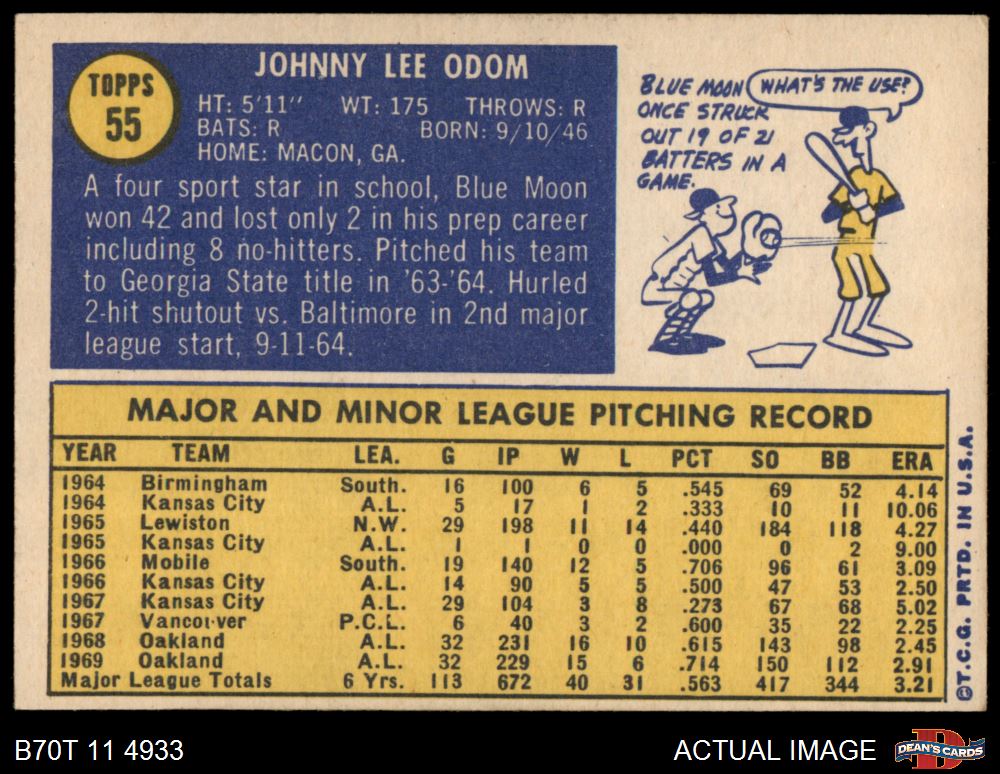 TOPPS
55
JOHNNY LEE ODOM
HT: 5'11" WT: 175 THROWS: R
BATS: R BORN: 9/10/46
HOME: MACON, GA.
A four sport star in school, Blue Moon
won 42 and lost only 2 in his prep career
including 8 no-hitters. Pitched his team
to Georgia State title in '63-'64. Hurled
2-hit shutout vs. Baltimore in 2nd major
league start, 9-11-64.
BLUE MOON
ONCE STRUCK
OUT 19 OF 21
BATTERS IN A
GAME.
WHAT'S THE USE?
MAJOR AND MINOR LEAGUE PITCHING RECORD
YEAR TEAM LEA. G IP W L PCT SO BB ERA
1964 Birmingham South. 16 100 6 5 .545 69 52 4.14
1964 Kansas City A.L. 5 17 1 2 .333 10 11 10.06
1965 Lewiston N.W. 29 198 11 14 .440 184 118 4.27
1965 Kansas City A.L. 1 1 0 0 .000 0 2 9.00
1966 Mobile South. 19 140 12 5 .706 96 61 3.09
1966 Kansas City A.L. 14 90 5 5 .500 47 53 2.50
1967 Kansas City A.L. 29 104 3 8 .273 67 68 5.02
1967 Vancouver P.C.L. 6 40 3 2 .600 35 22 2.25
1968 Oakland A.L. 32 231 16 10 .615 143 98 2.45
1969 Oakland A.L. 32 229 15 6 .714 150 112 2.91
Major League Totals 6 Yrs. 113 672 40 31 .563 417 344 3.21
©T.C.G. PRTD. IN U.S.A.
B70T 11 4933
ACTUAL IMAGE
DEAN'S CARDS